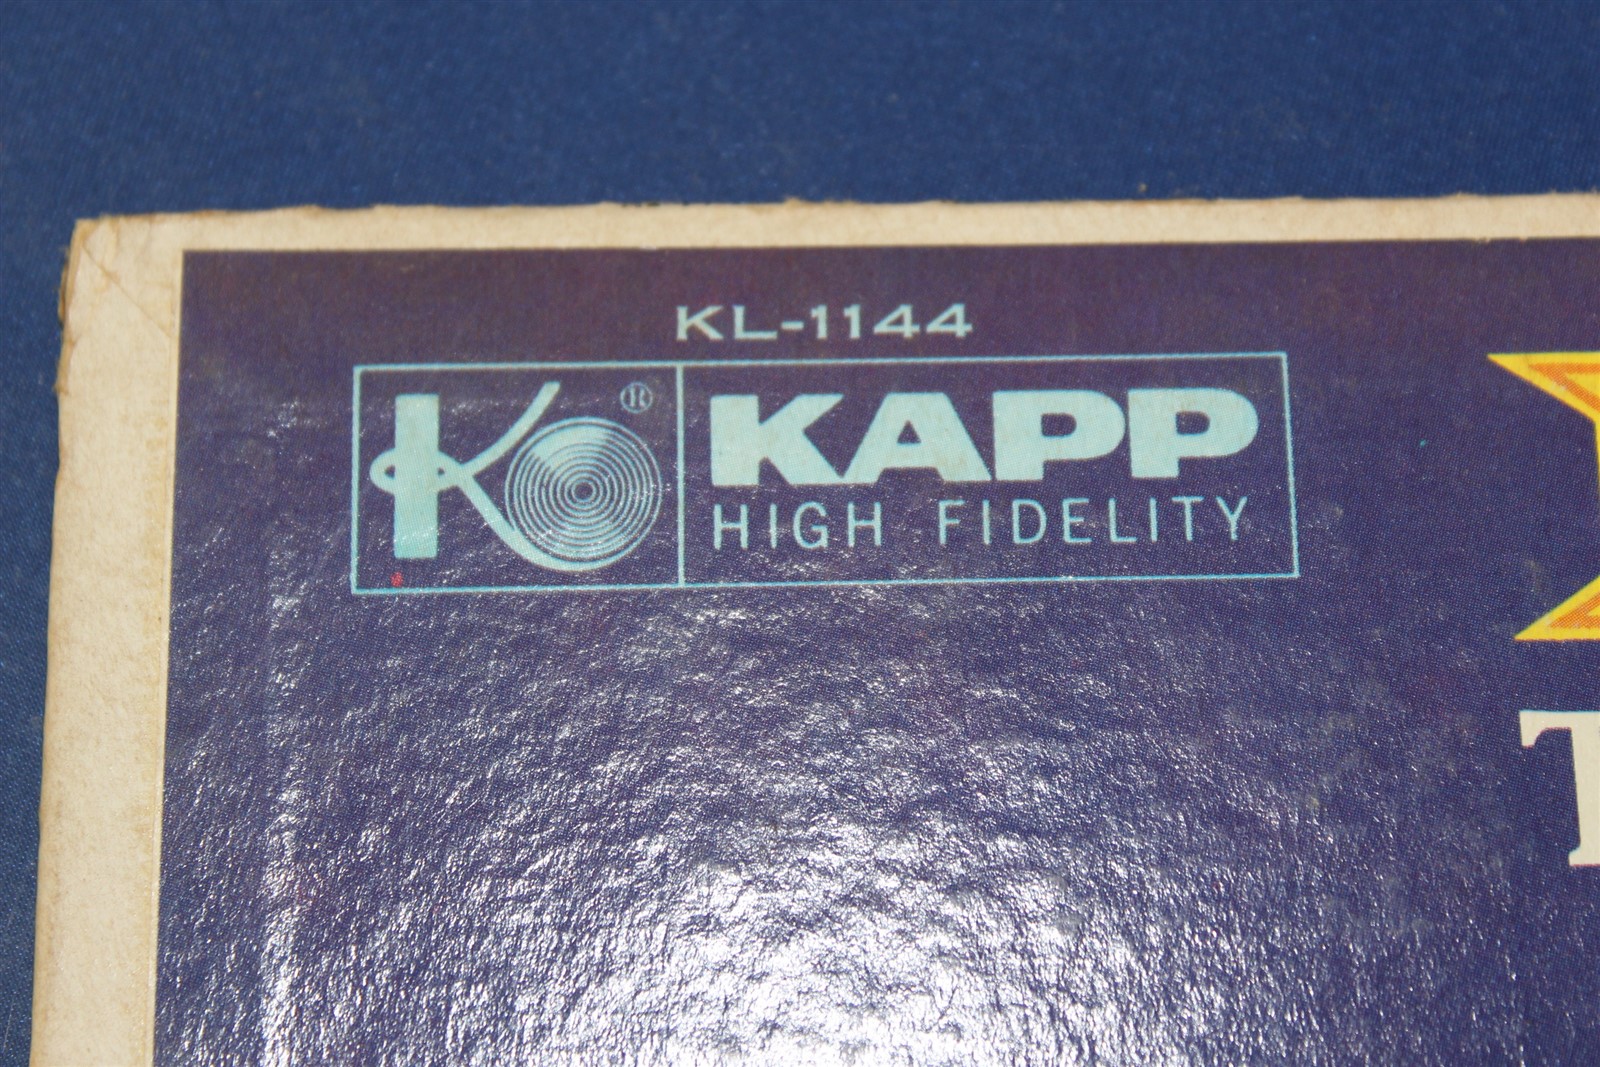 KL-1144
K ®
KAPP
HIGH FIDELITY
T